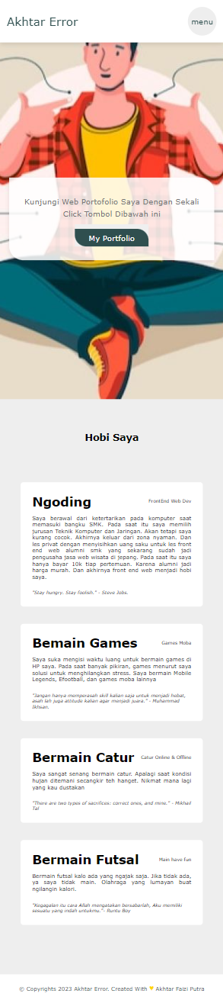 Akhtar Error
menu
Kunjungi Web Portofolio Saya Dengan Sekali
Click Tombol Dibawah ini
My Portfolio
Hobi Saya
Ngoding
FrontEnd Web Dev
Saya berawal dari ketertarikan pada komputer saat
memasuki bangku SMK. Pada saat itu saya memilih
jurusan Teknik Komputer dan Jaringan. Akan tetapi saya
kurang cocok. Akhirnya keluar dari zona nyaman. Dan
les privat dengan menyisihkan uang saku untuk les front
end web alumni smk yang sekarang sudah jadi
pengusaha jasa web wisata di jepang. Pada saat itu saya
hanya bayar 10k tiap pertemuan. Karena alumni jadi
harga murah. Dan akhirnya front end web menjadi hobi
saya.
"Stay hungry. Stay foolish." - Steve Jobs.
Bemain Games
Games Moba
Saya suka mengisi waktu luang untuk bermain games di
HP saya. Pada saat banyak pikiran, games menurut saya
solusi untuk menghilangkan stress. Saya bermain Mobile
Legends, Efootball, dan games moba lainnya
"Jangan hanya memperasah skill kalian saja untuk menjadi hebat,
asah lah juga attitude kalian agar menjadi juara." - Muhammad
Ikhsan.
Bermain Catur
Catur Online & Offline
Saya sangat senang bermain catur. Apalagi saat kondisi
hujan ditemani secangkir teh hanget. Nikmat mana lagi
yang kau dustakan
"There are two types of sacrifices: correct ones, and mine." - Mikhail
Tal
Bermain Futsal
Main have fun
Bermain futsal kalo ada yang ngajak saja. Jika tidak ada,
ya saya tidak main. Olahraga yang lumayan buat
ngilangin kalori.
"Kegagalan itu cara Allah mengatakan bersabarlah, Aku memiliki
sesuatu yang indah untukmu."- Runtu Boy
© Copyrights 2023 Akhtar Error. Created With ♥ Akhtar Faizi Putra